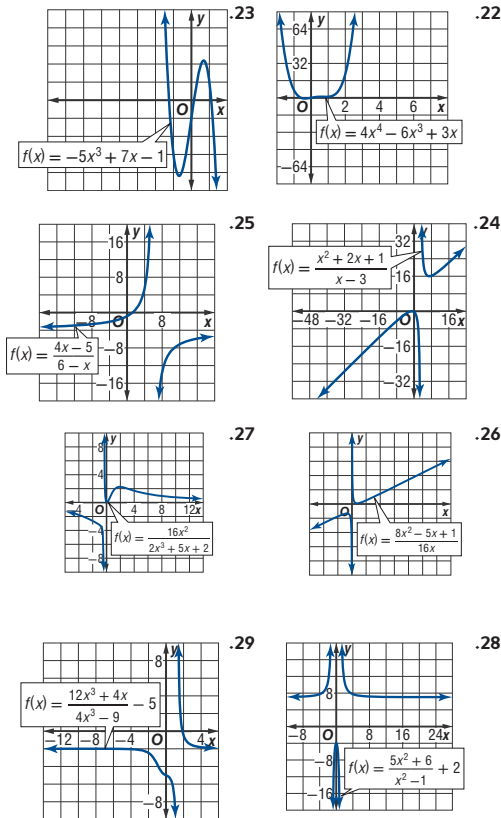 .23
y
O
x
f(x) = −5x³ + 7x − 1
.22
y
64
32
O
2
6
x
f(x) = 4x⁴ − 6x³ + 3x
−64
.25
y
16
8
−8
O
8
x
f(x) = (4x − 5)/(6 − x)
−8
−16
.24
y
32
f(x) = (x² + 2x + 1)/(x − 3)
16
−48 −32 −16 O 16 x
−16
−32
.27
8
y
4
−4
O
4
8
12
x
−4
f(x) = 16x²/(2x³ + 5x + 2)
−8
.26
y
O
x
f(x) = (8x² − 5x + 1)/16x
.29
y
8
f(x) = (12x³ + 4x)/(4x³ − 9) − 5
−12 −8 −4 O 4 x
−8
.28
y
8
−8 O 8 16 24 x
−8
f(x) = (5x² + 6)/(x² − 1) + 2
−16